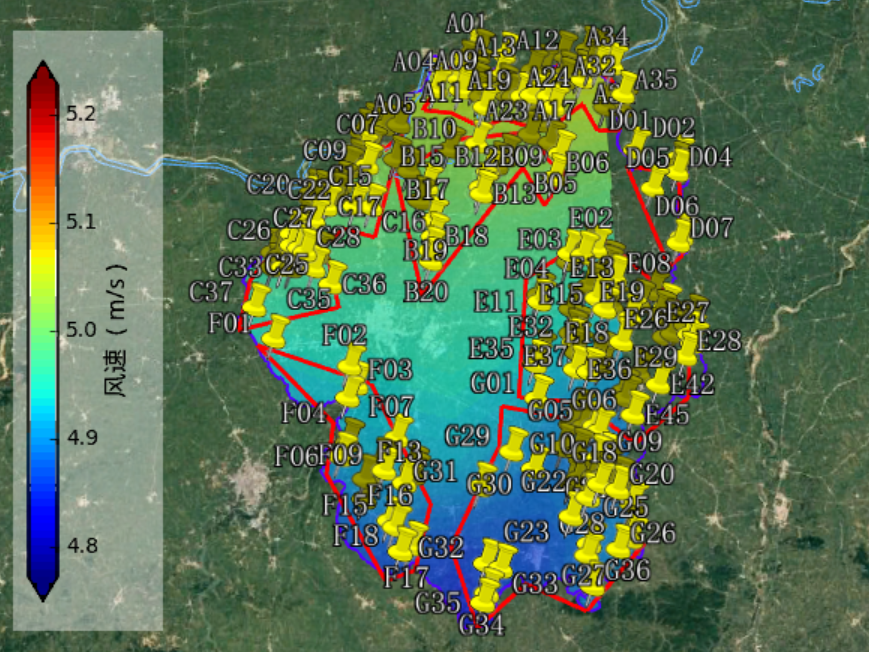 5.2
5.1
5.0
4.9
4.8
风速 (m/s)
A01
A13
A12
A34
A04
A09
A32
A19
A24
A35
A11
A05
A23
A17
D01
D02
C07
B10
C09
B15
B12
B09
B06
D05
D04
C15
C20
C22
B17
B13
B05
C17
D06
C26
C27
C16
E02
D07
C28
B18
E03
B19
C33
C25
E04
E13
E08
C37
C35
C36
B20
E11
E15
E19
F01
E32
E18
E26
E27
F02
E35
E37
E28
E29
F03
G01
E36
E42
F04
F07
G05
G06
E45
G29
G10
G09
F06
F09
F13
G18
G31
G30
G22
G20
F15
F16
G25
F18
G32
G23
G28
G26
F17
G33
G27
G36
G35
G34